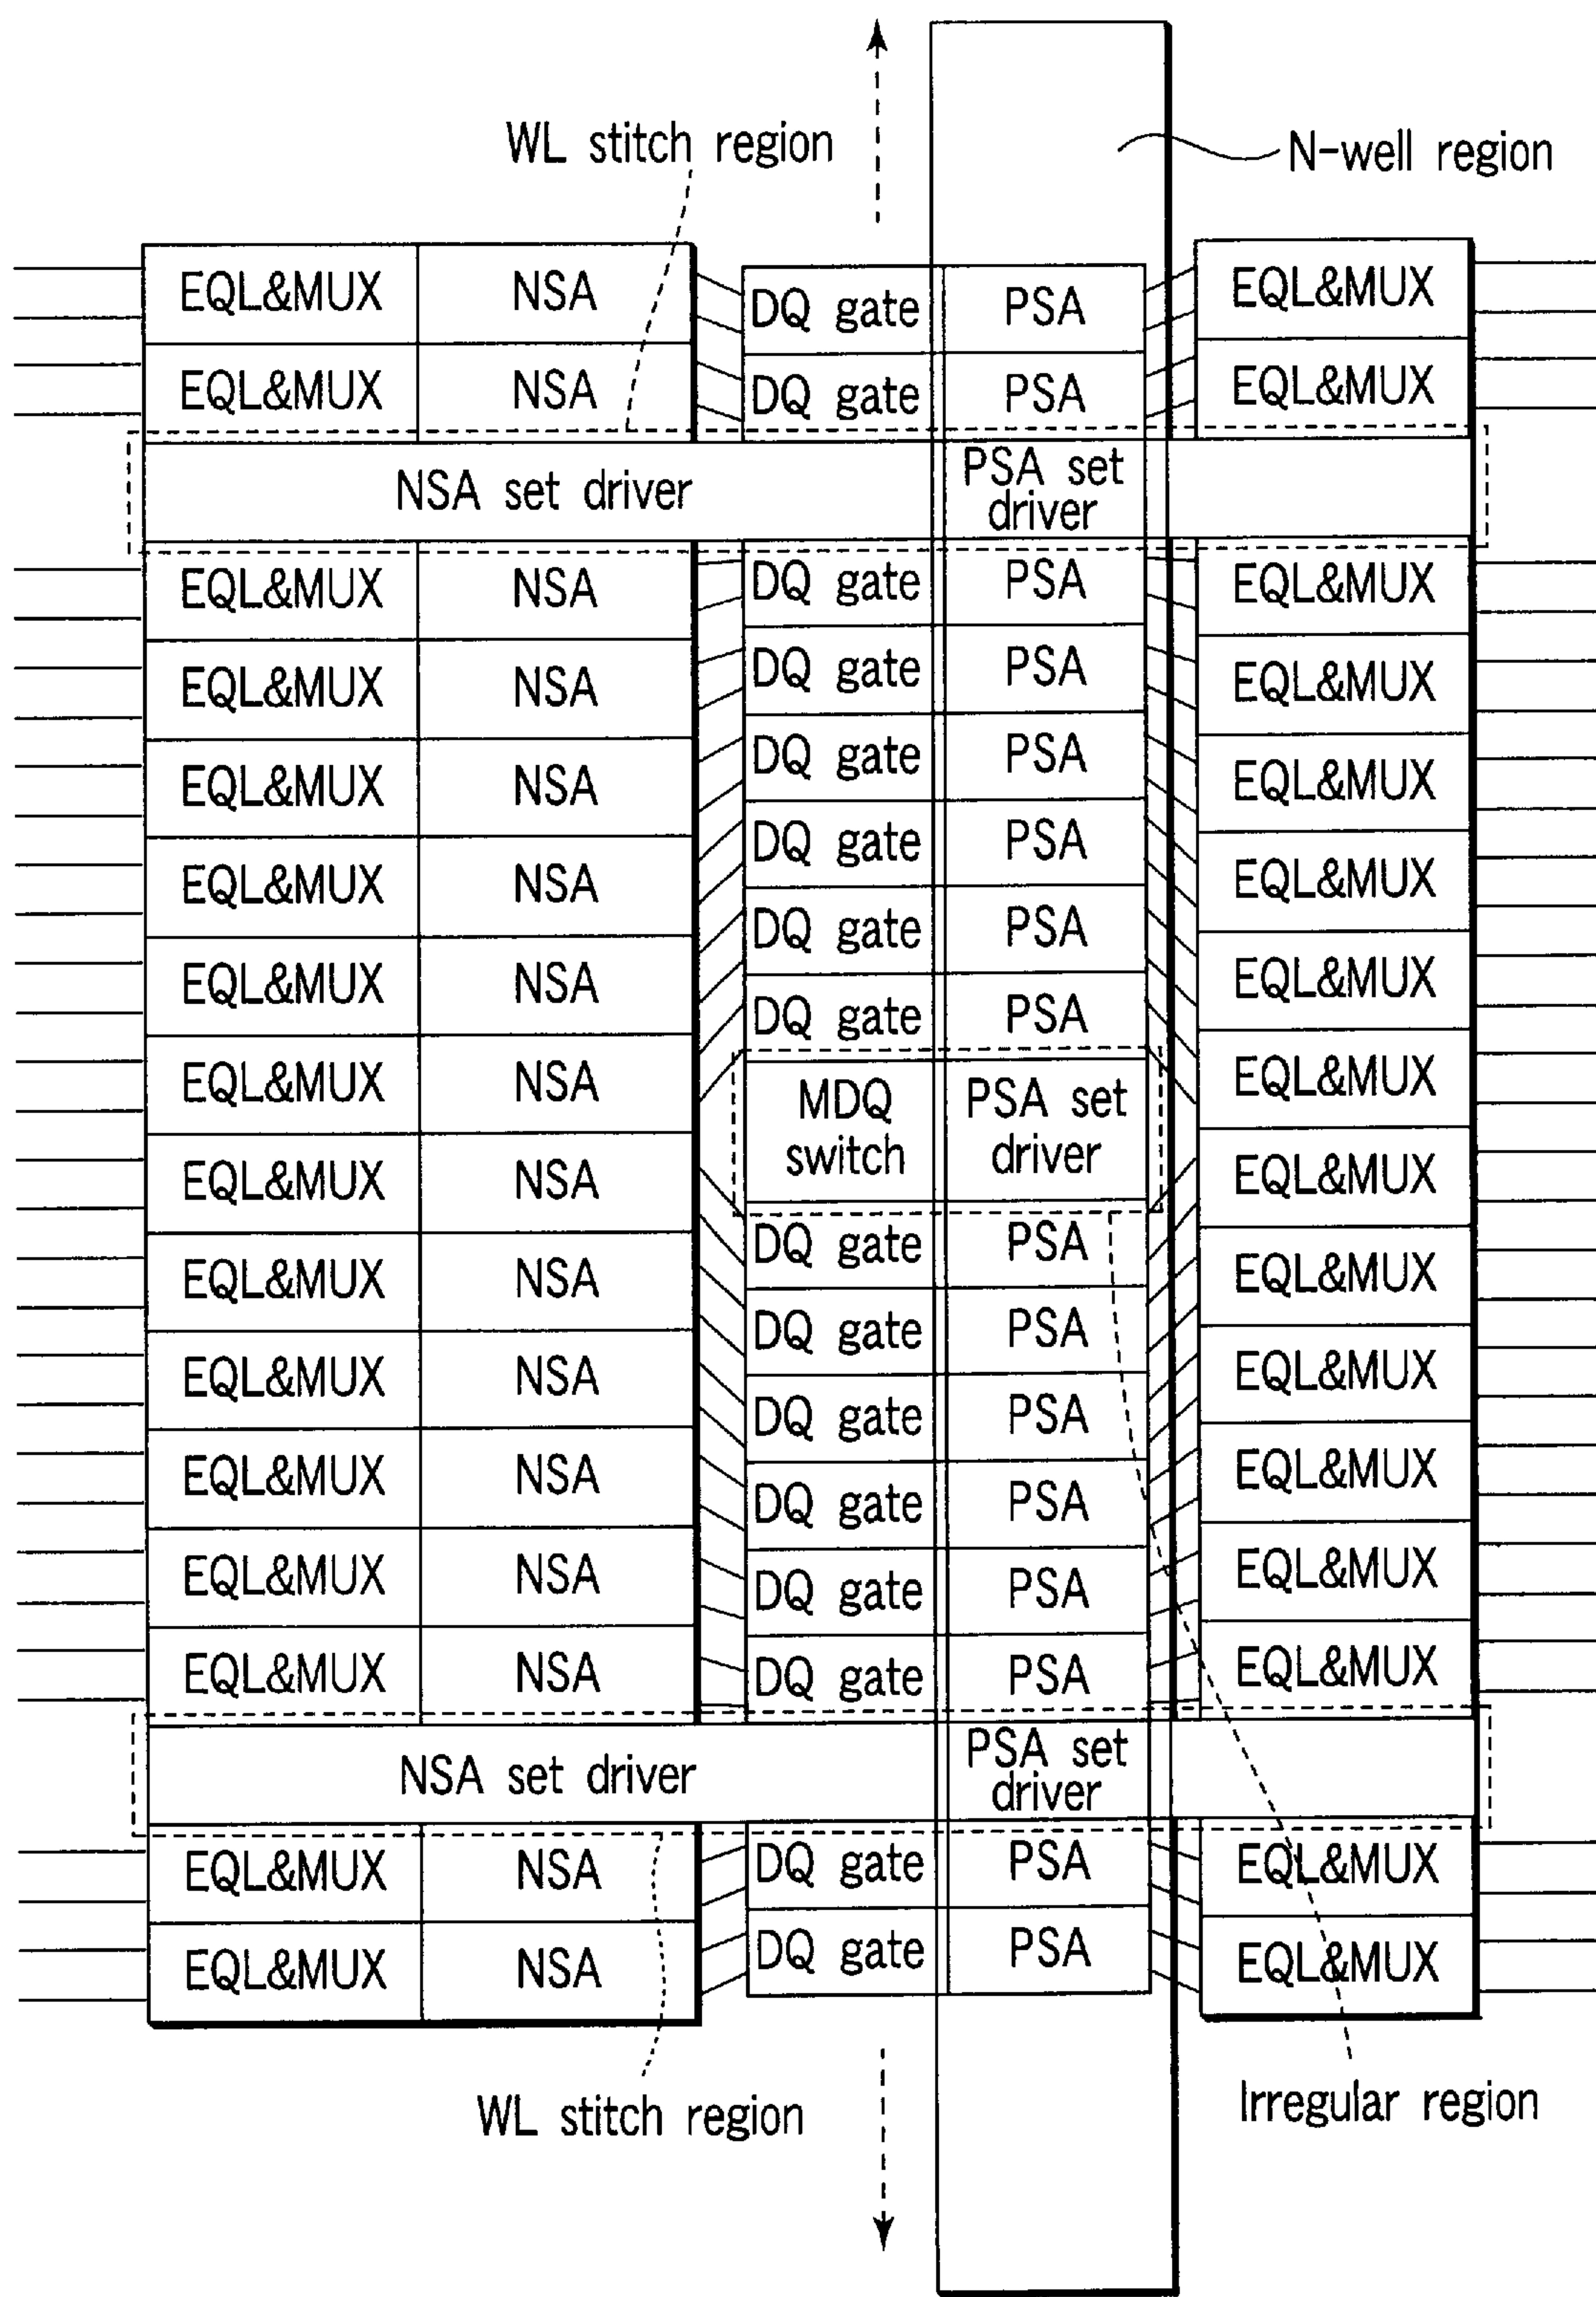 WL stitch region
N-well region
EQL&MUX NSA DQ gate PSA EQL&MUX
EQL&MUX NSA DQ gate PSA EQL&MUX
NSA set driver PSA set
driver
EQL&MUX NSA DQ gate PSA EQL&MUX
EQL&MUX NSA DQ gate PSA EQL&MUX
EQL&MUX NSA DQ gate PSA EQL&MUX
EQL&MUX NSA DQ gate PSA EQL&MUX
EQL&MUX NSA DQ gate PSA EQL&MUX
EQL&MUX NSA DQ gate PSA EQL&MUX
EQL&MUX NSA MDQ PSA set EQL&MUX
switch driver
EQL&MUX NSA DQ gate PSA EQL&MUX
EQL&MUX NSA DQ gate PSA EQL&MUX
EQL&MUX NSA DQ gate PSA EQL&MUX
EQL&MUX NSA DQ gate PSA EQL&MUX
EQL&MUX NSA DQ gate PSA EQL&MUX
NSA DQ gate PSA
NSA set driver PSA set
driver
EQL&MUX NSA DQ gate PSA EQL&MUX
EQL&MUX NSA DQ gate PSA EQL&MUX
WL stitch region
Irregular region